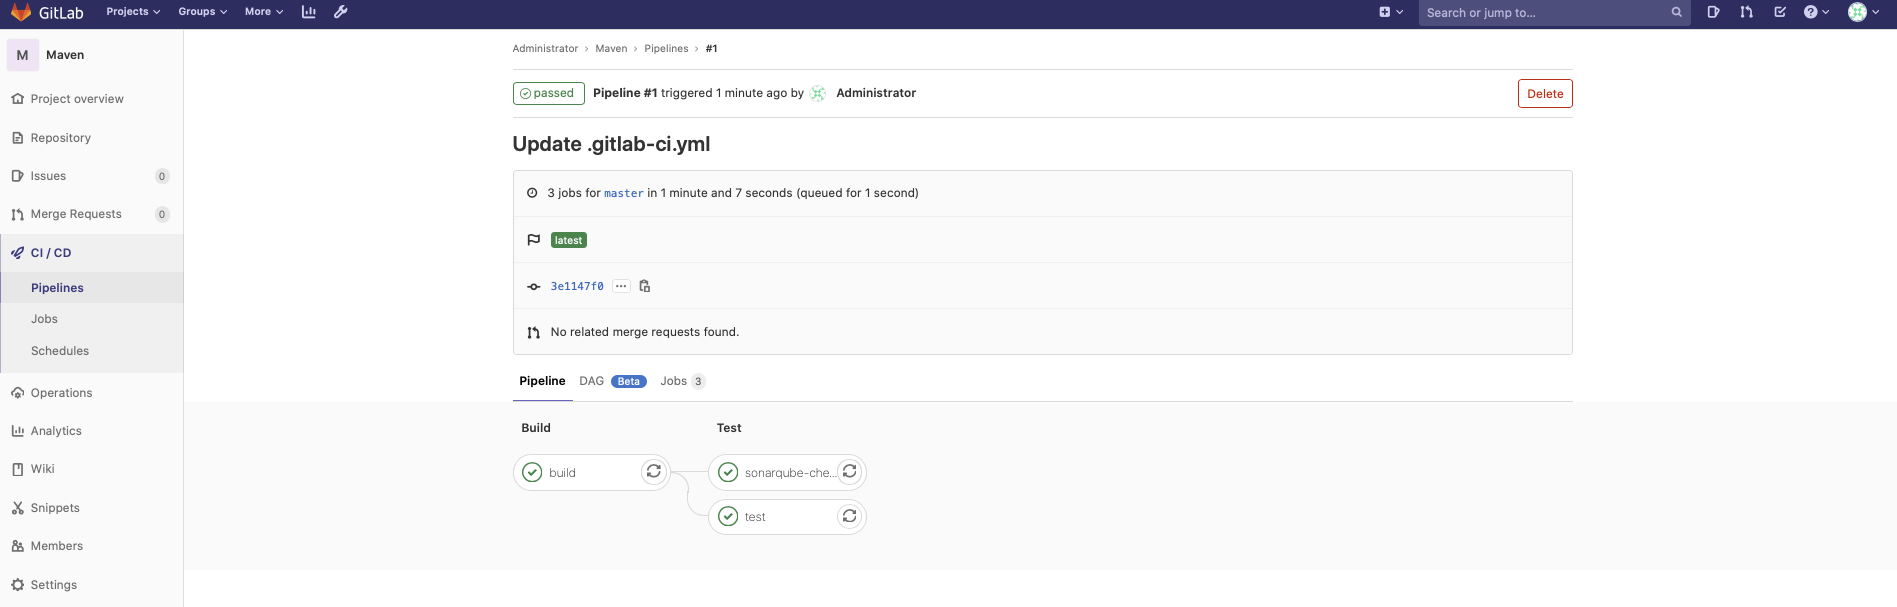 GitLab Projects Groups More Search or jump to...
M Maven
Project overview
Repository
Issues 0
Merge Requests 0
CI / CD
Pipelines
Jobs
Schedules
Operations
Analytics
Wiki
Snippets
Members
Settings
Administrator › Maven › Pipelines › #1
passed Pipeline #1 triggered 1 minute ago by Administrator Delete
Update .gitlab-ci.yml
3 jobs for master in 1 minute and 7 seconds (queued for 1 second)
latest
3e1147f0 ...
No related merge requests found.
Pipeline DAG Beta Jobs 3
Build Test
build sonarqube-che...
test